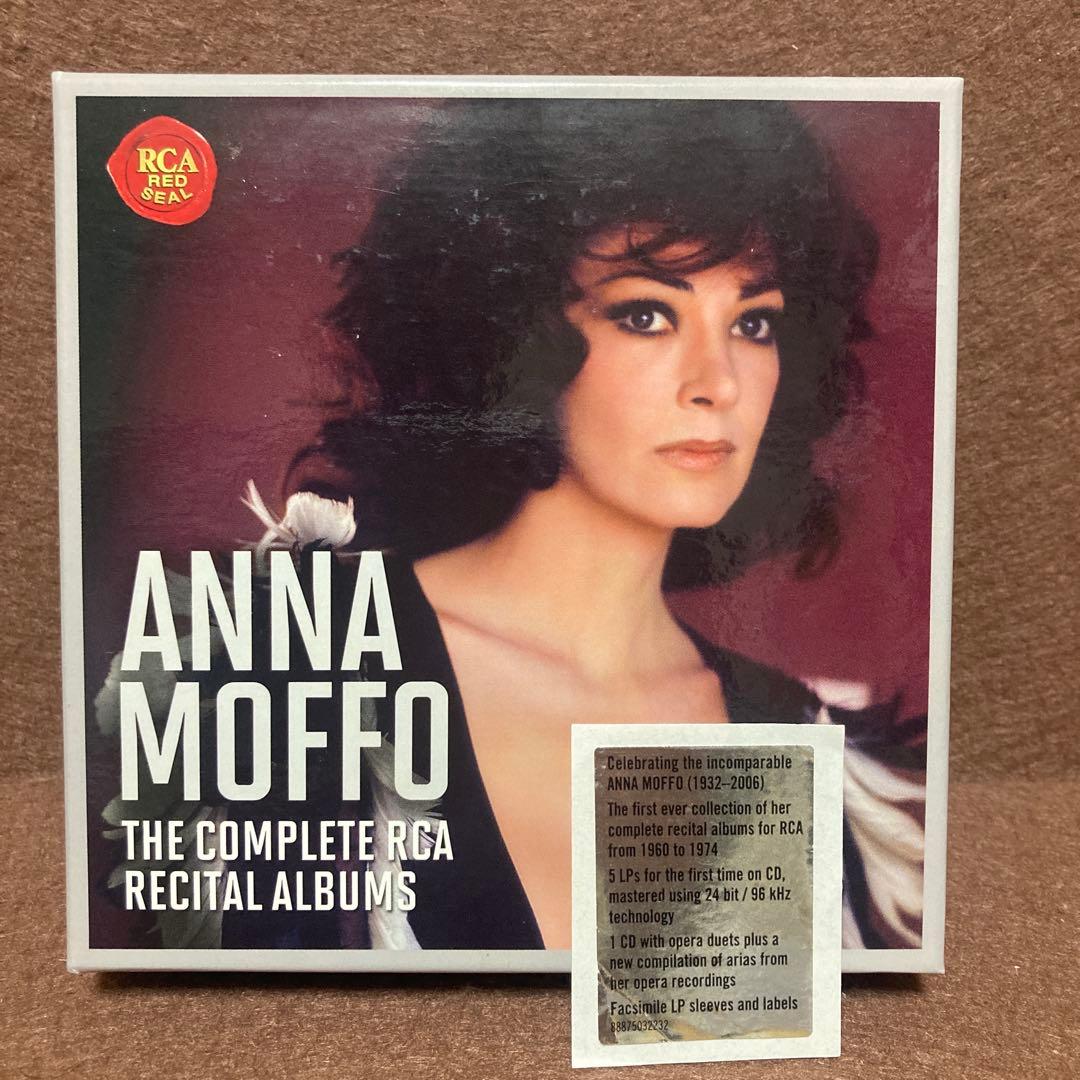 RCA
RED
SEAL
ANNA
MOFFO
THE COMPLETE RCA
RECITAL ALBUMS
Celebrating the incomparable
ANNA MOFFO (1932–2006)
The first ever collection of her
complete recital albums for RCA
from 1960 to 1974
5 LPs for the first time on CD,
mastered using 24 bit / 96 kHz
technology
1 CD with opera duets plus a
new compilation of arias from
her opera recordings
Facsimile LP sleeves and labels
88875032232